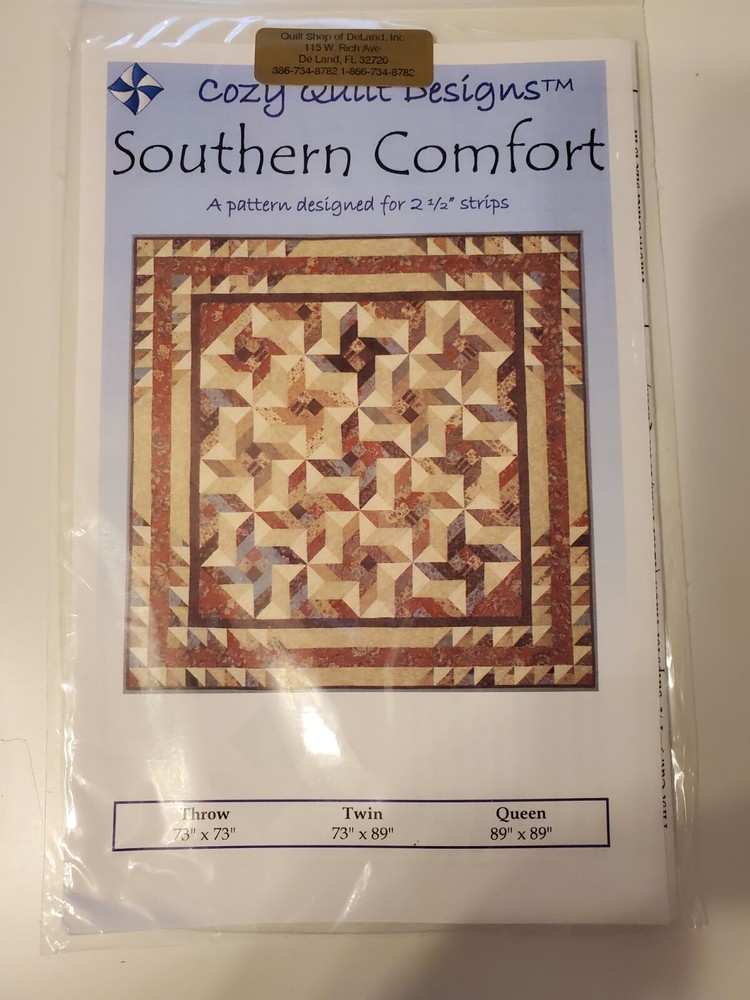 Quilt Shop of DeLand, Inc
115 W. Rich Ave
De Land, FL 32720
386-734-8782 1-866-734-8782
Cozy Quilt Designs™
Southern Comfort
A pattern designed for 2 ½" strips
Throw Twin Queen
73" x 73" 73" x 89" 89" x 89"